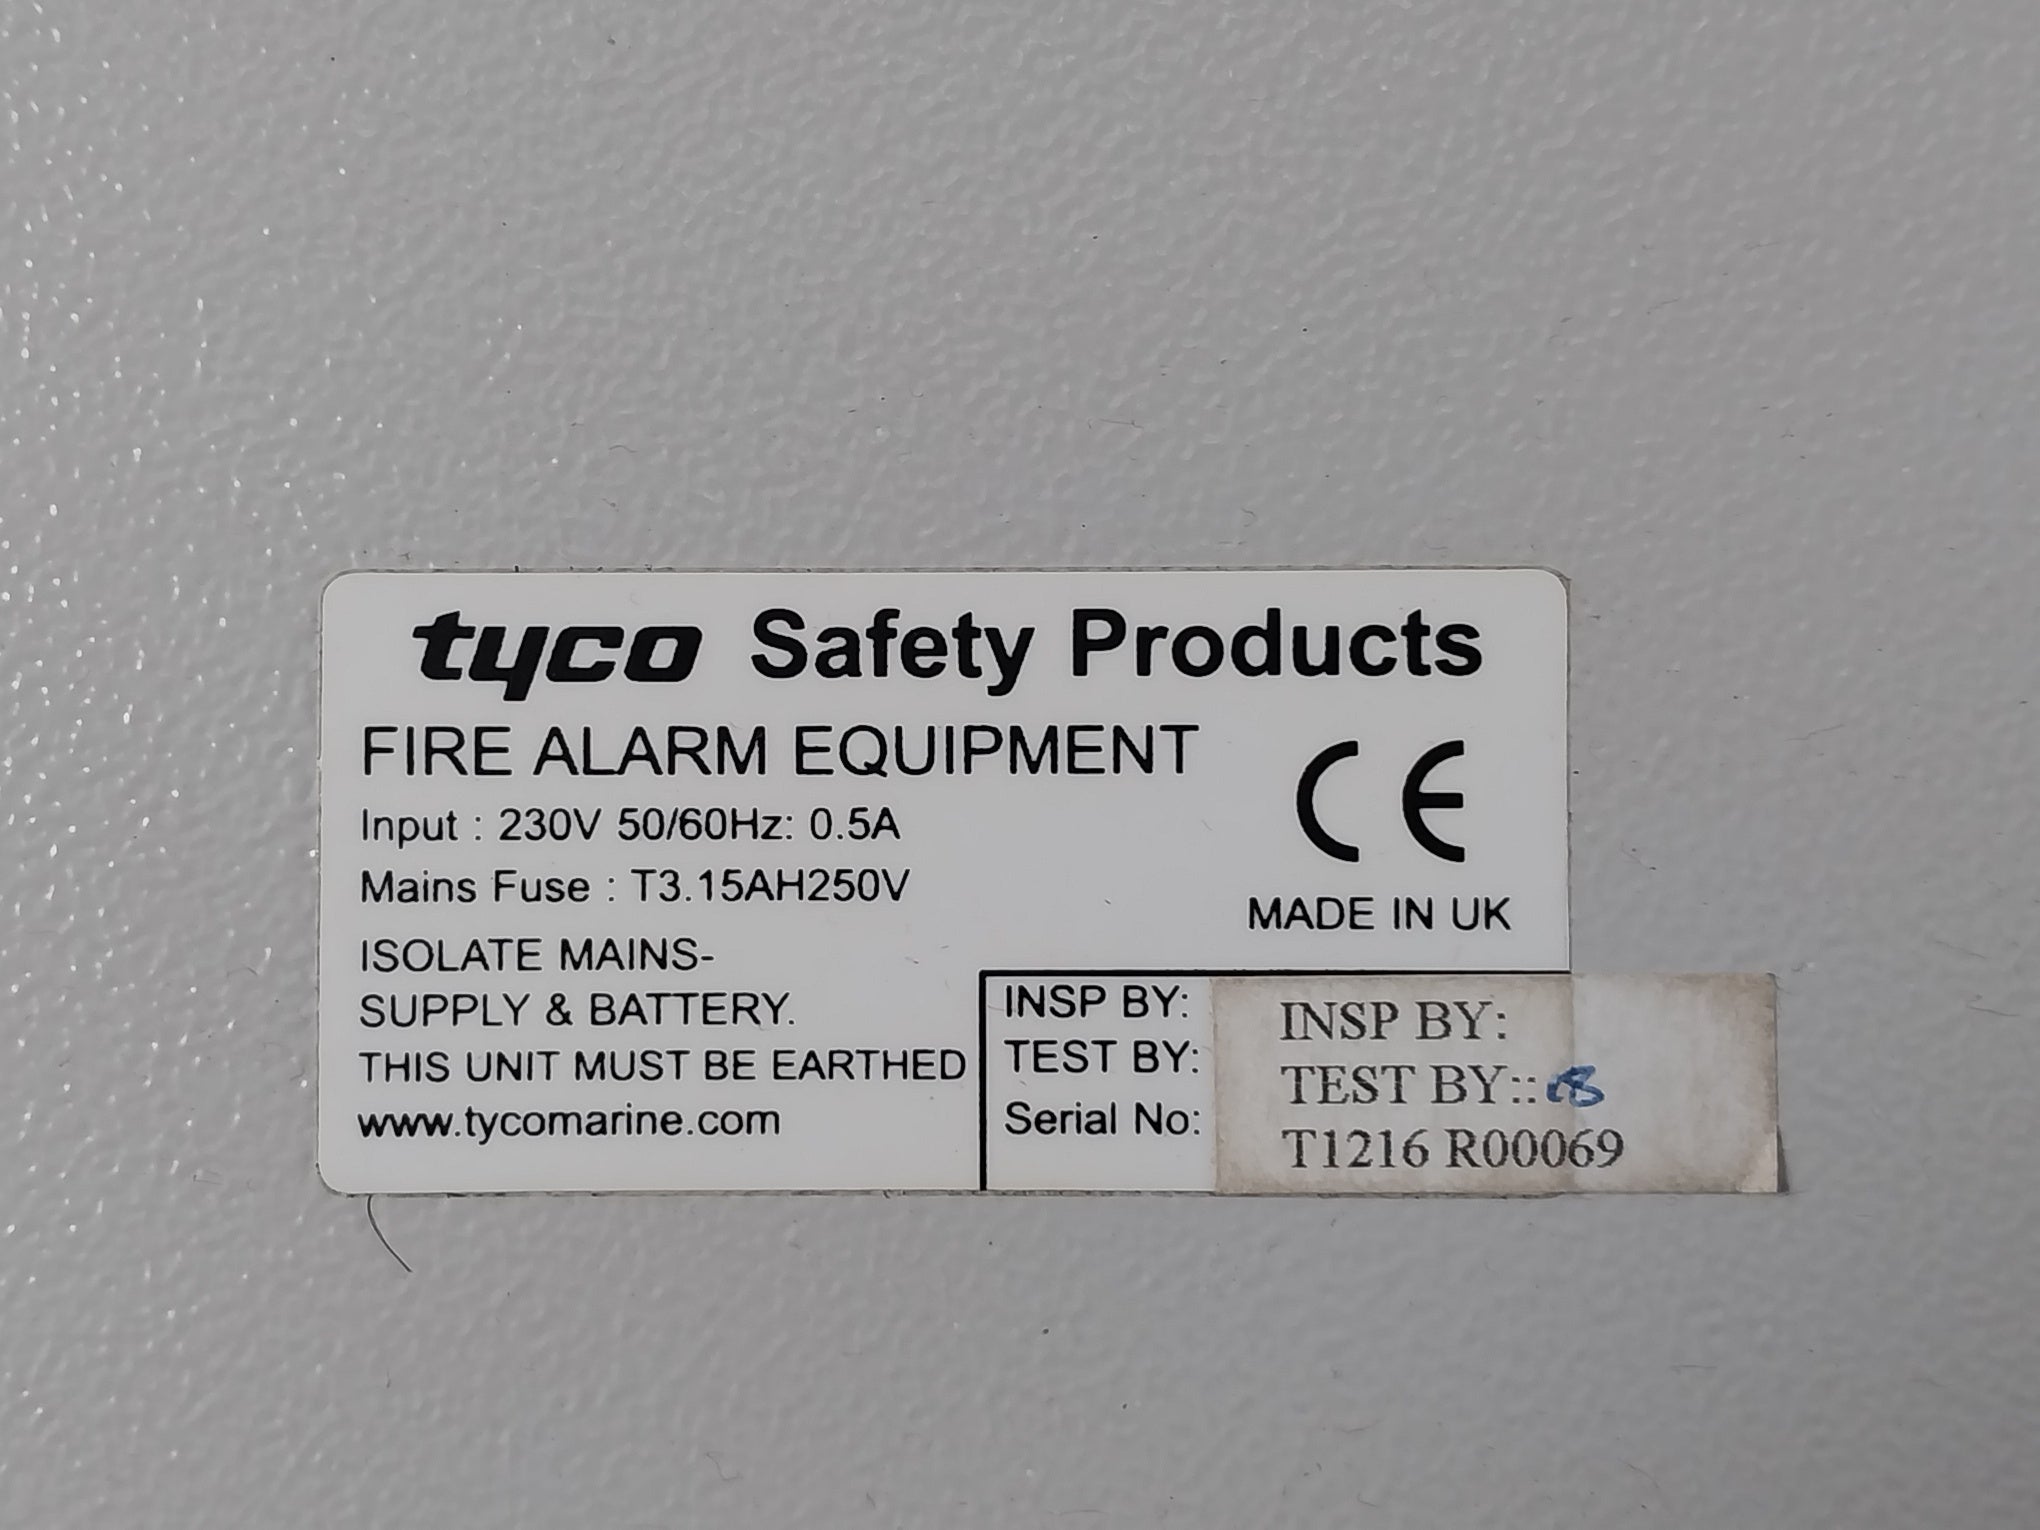 tyco Safety Products
FIRE ALARM EQUIPMENT
Input : 230V 50/60Hz: 0.5A
Mains Fuse : T3.15AH250V
CE
MADE IN UK
ISOLATE MAINS-
SUPPLY & BATTERY.
THIS UNIT MUST BE EARTHED
www.tycomarine.com
INSP BY:
TEST BY:
Serial No:
INSP BY:
TEST BY::
T1216 R00069